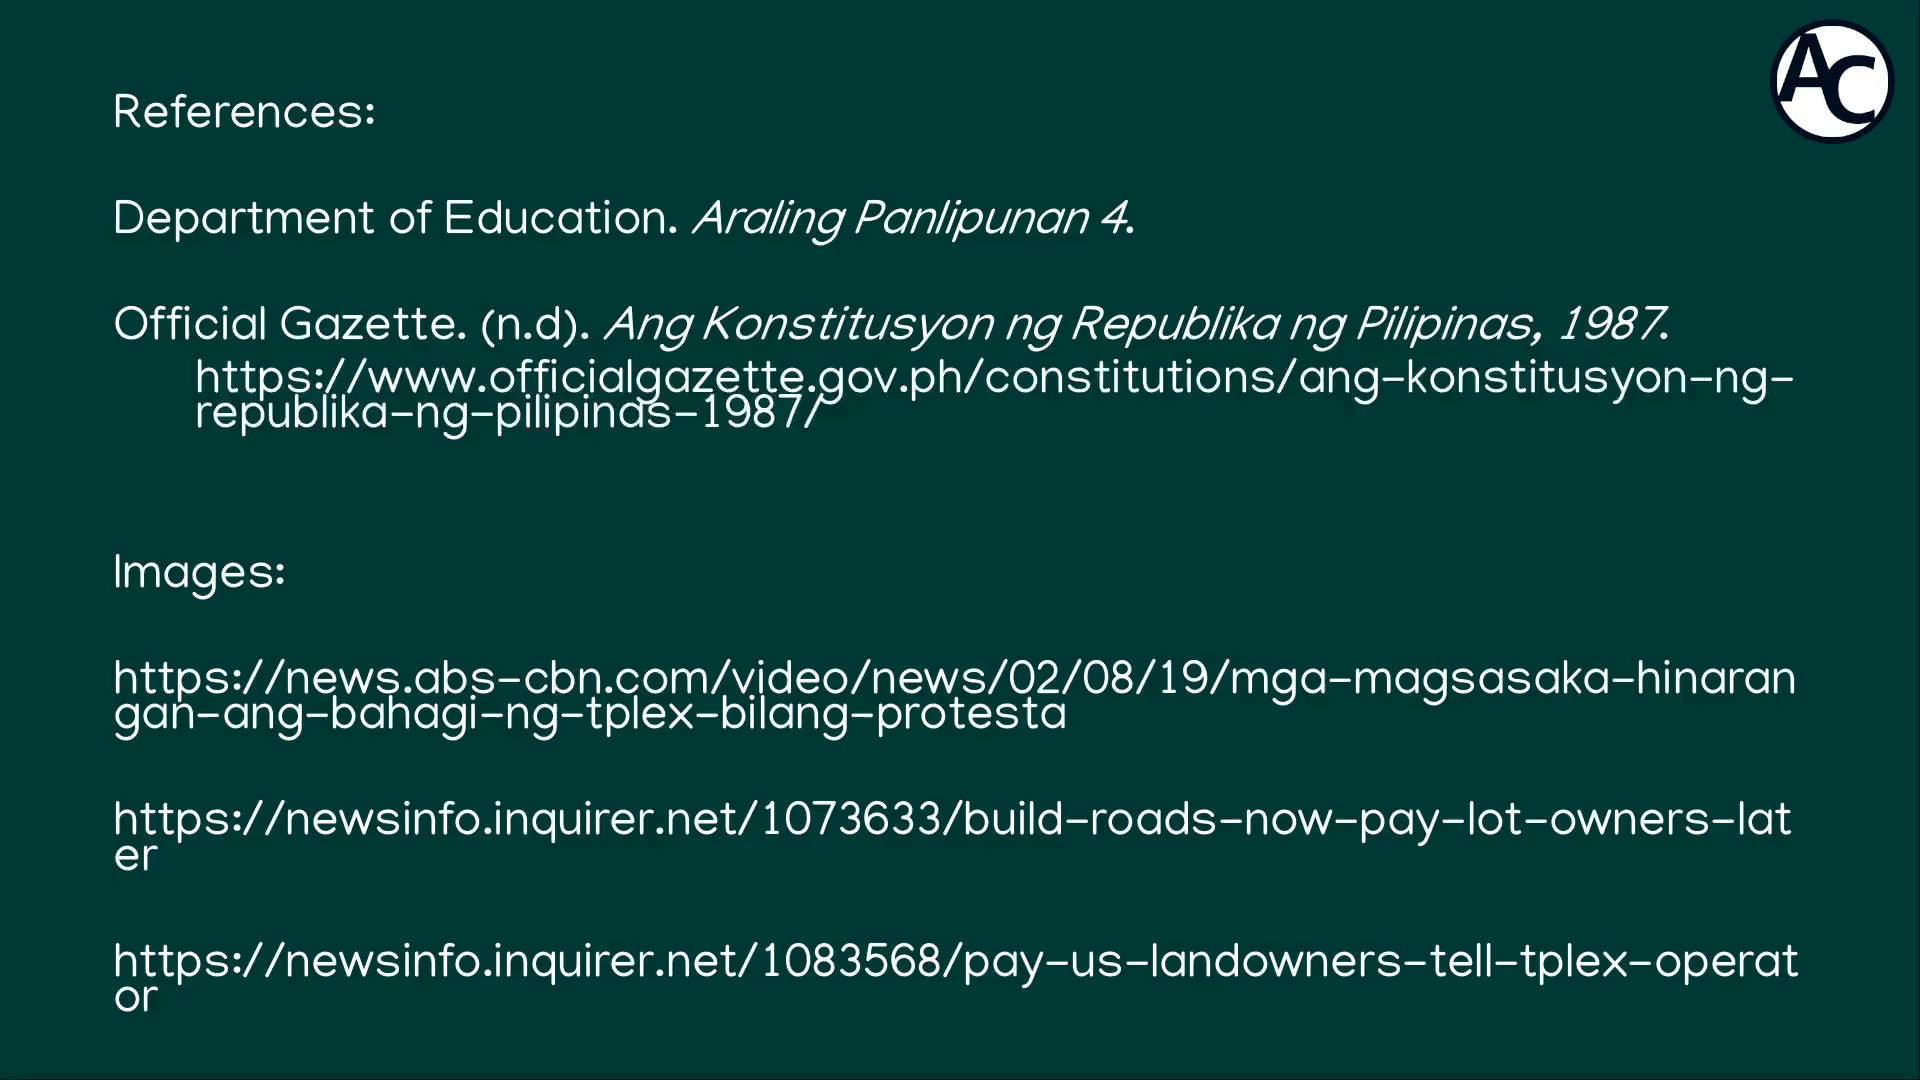 AC
References:
Department of Education. Araling Panlipunan 4.
Official Gazette. (n.d). Ang Konstitusyon ng Republika ng Pilipinas, 1987.
https://www.officialgazette.gov.ph/constitutions/ang-konstitusyon-ng-
republika-ng-pilipinas-1987/
Images:
https://news.abs-cbn.com/video/news/02/08/19/mga-magsasaka-hinaran
gan-ang-bahagi-ng-tplex-bilang-protesta
https://newsinfo.inquirer.net/1073633/build-roads-now-pay-lot-owners-lat
er
https://newsinfo.inquirer.net/1083568/pay-us-landowners-tell-tplex-operat
or